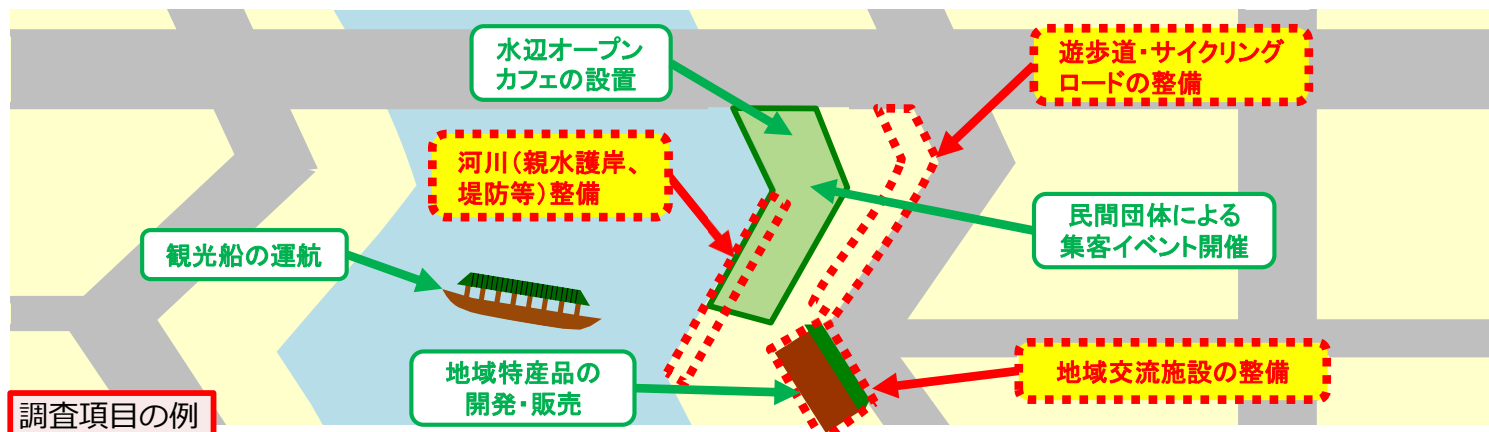 水辺オープン
カフェの設置
遊歩道・サイクリング
ロードの整備
河川（親水護岸、
堤防等）整備
民間団体による
集客イベント開催
観光船の運航
地域特産品の
開発・販売
地域交流施設の整備
調査項目の例